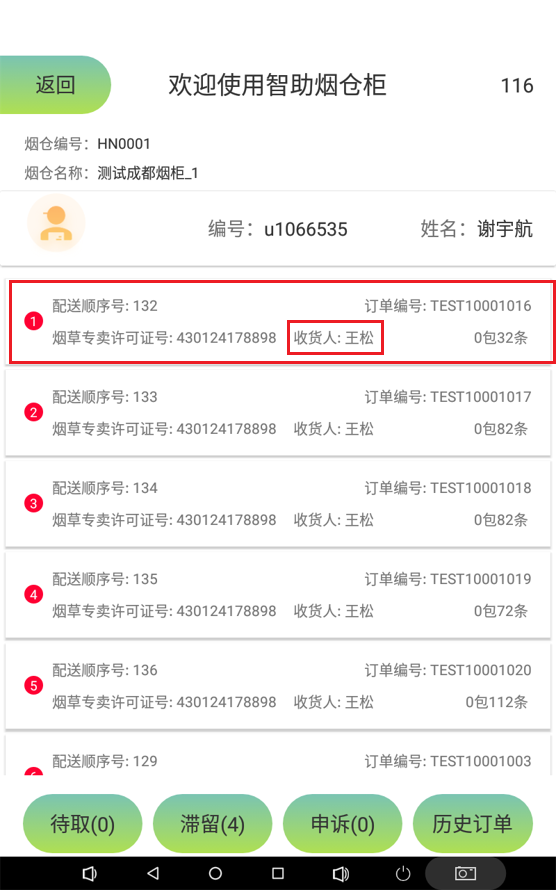 返回 欢迎使用智助烟仓柜 116
烟仓编号: HN0001
烟仓名称: 测试成都烟柜_1
编号: u1066535 姓名: 谢宇航
配送顺序号: 132 订单编号: TEST10001016
1
烟草专卖许可证号: 430124178898 收货人: 王松 0包32条
配送顺序号: 133 订单编号: TEST10001017
2
烟草专卖许可证号: 430124178898 收货人: 王松 0包82条
配送顺序号: 134 订单编号: TEST10001018
3
烟草专卖许可证号: 430124178898 收货人: 王松 0包82条
配送顺序号: 135 订单编号: TEST10001019
4
烟草专卖许可证号: 430124178898 收货人: 王松 0包72条
配送顺序号: 136 订单编号: TEST10001020
5
烟草专卖许可证号: 430124178898 收货人: 王松 0包112条
配送顺序号: 129 订单编号: TEST10001003
待取(0) 滞留(4) 申诉(0) 历史订单